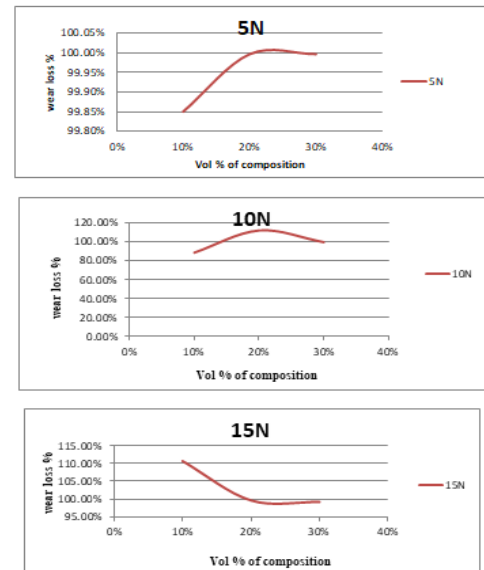 5N
100.05%
100.00%
99.95%
99.90%
99.85%
99.80%
wear loss %
0% 10% 20% 30% 40%
Vol % of composition
5N
10N
120.00%
100.00%
80.00%
60.00%
40.00%
20.00%
0.00%
wear loss %
0% 10% 20% 30% 40%
Vol % of composition
10N
15N
115.00%
110.00%
105.00%
100.00%
95.00%
wear loss %
0% 10% 20% 30% 40%
Vol % of composition
15N